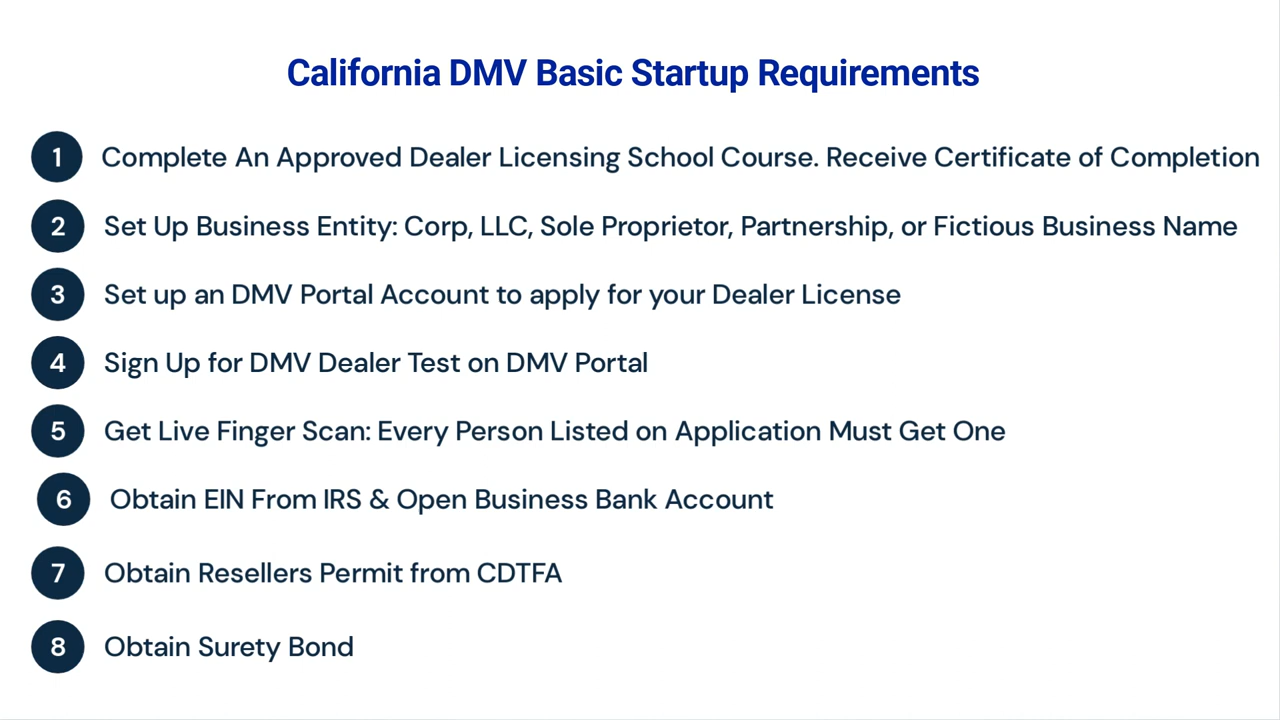 California DMV Basic Startup Requirements
1 Complete An Approved Dealer Licensing School Course. Receive Certificate of Completion
2 Set Up Business Entity: Corp, LLC, Sole Proprietor, Partnership, or Fictious Business Name
3 Set up an DMV Portal Account to apply for your Dealer License
4 Sign Up for DMV Dealer Test on DMV Portal
5 Get Live Finger Scan: Every Person Listed on Application Must Get One
6 Obtain EIN From IRS & Open Business Bank Account
7 Obtain Resellers Permit from CDTFA
8 Obtain Surety Bond